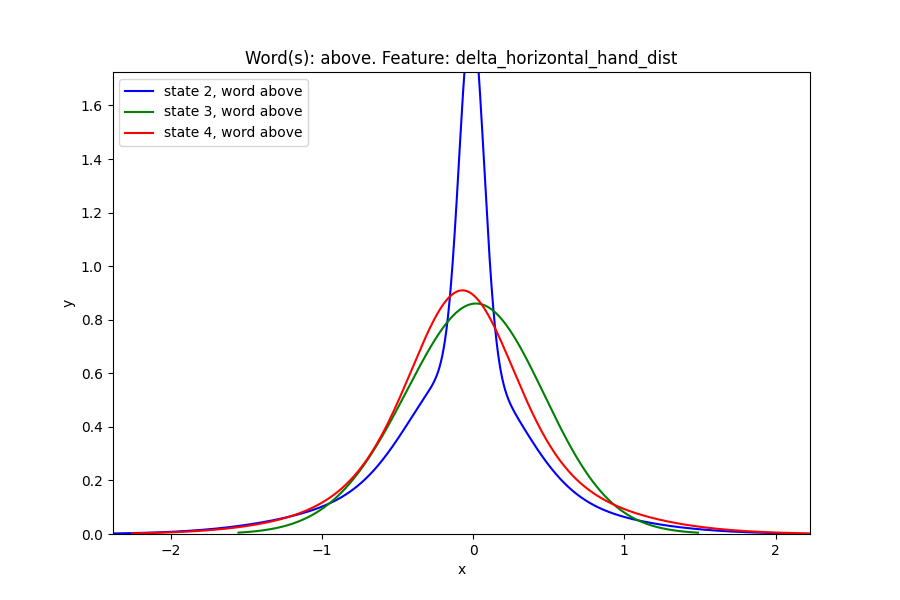 Word(s): above. Feature: delta_horizontal_hand_dist
state 2, word above
state 3, word above
state 4, word above
1.6
1.4
1.2
1.0
0.8
0.6
0.4
0.2
0.0
y
−2
−1
0
1
2
x